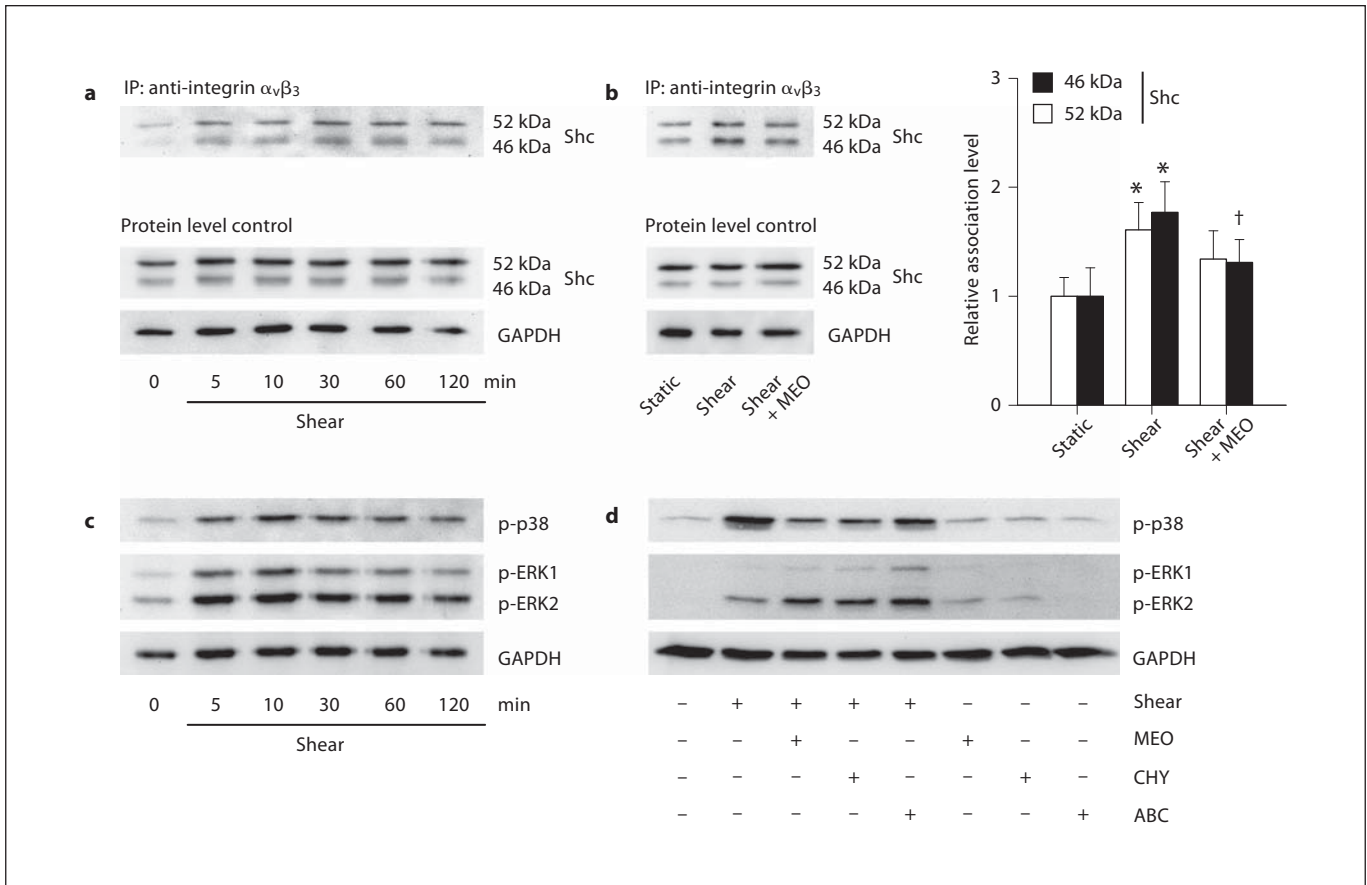 a
IP: anti-integrin αvβ3
52 kDa
46 kDa
Shc
Protein level control
52 kDa
46 kDa
Shc
GAPDH
0 5 10 30 60 120 min
Shear
b
IP: anti-integrin αvβ3
52 kDa
46 kDa
Shc
Protein level control
52 kDa
46 kDa
Shc
GAPDH
Static
Shear
Shear
+ MEO
46 kDa
52 kDa
Shc
Relative association level
3
2
1
0
* *
†
Static
Shear
Shear
+ MEO
c
p-p38
p-ERK1
p-ERK2
GAPDH
0 5 10 30 60 120 min
Shear
d
p-p38
p-ERK1
p-ERK2
GAPDH
– + + + + – – – Shear
– – + – – + – – MEO
– – – + – – + – CHY
– – – – + – – + ABC